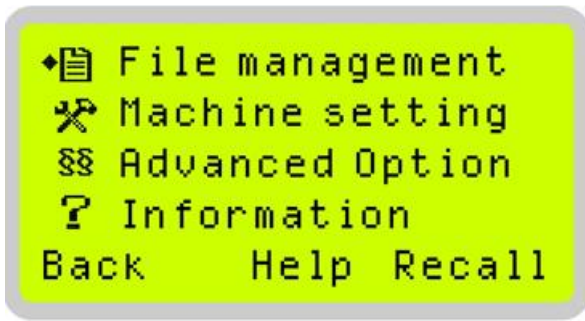 File management
Machine setting
§§ Advanced Option
? Information
Back Help Recall